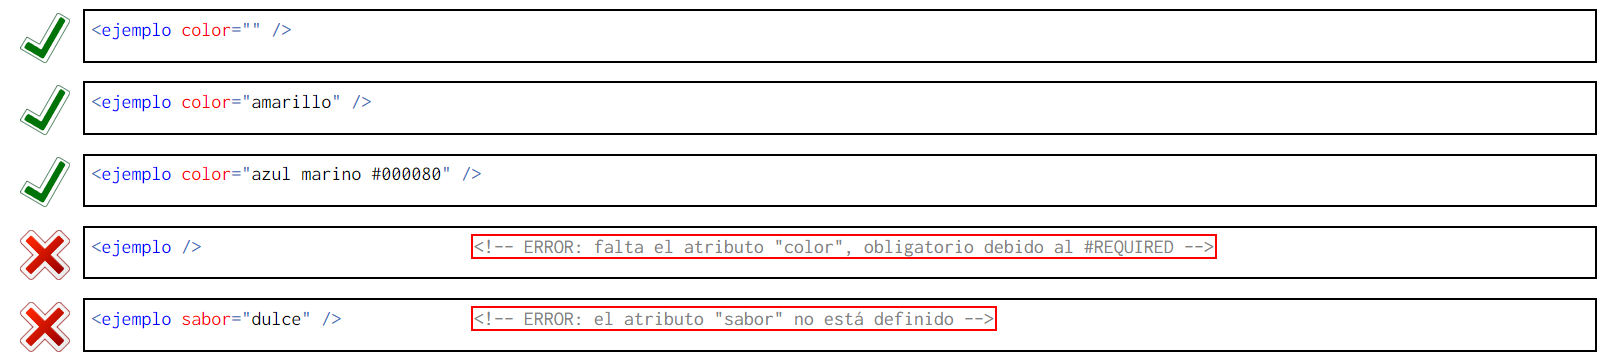 <ejemplo color="" />
<ejemplo color="amarillo" />
<ejemplo color="azul marino #000080" />
<ejemplo /> <!-- ERROR: falta el atributo "color", obligatorio debido al #REQUIRED -->
<ejemplo sabor="dulce" /> <!-- ERROR: el atributo "sabor" no está definido -->